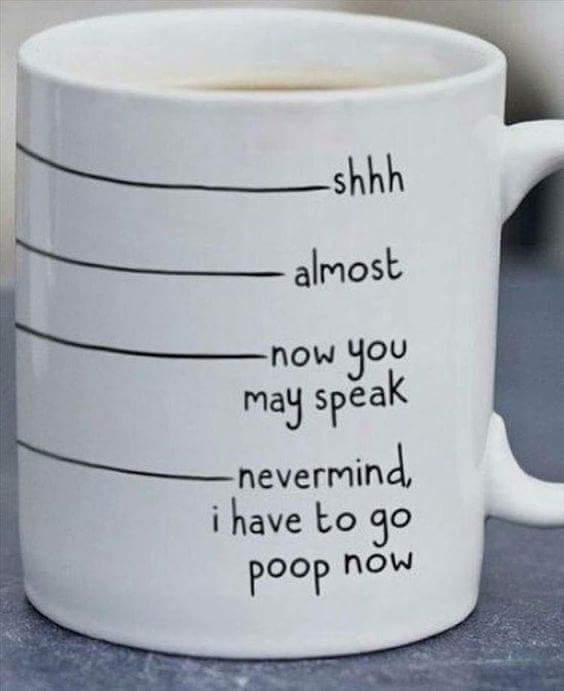 shhh
almost
now you
may speak
nevermind,
i have to go
poop now